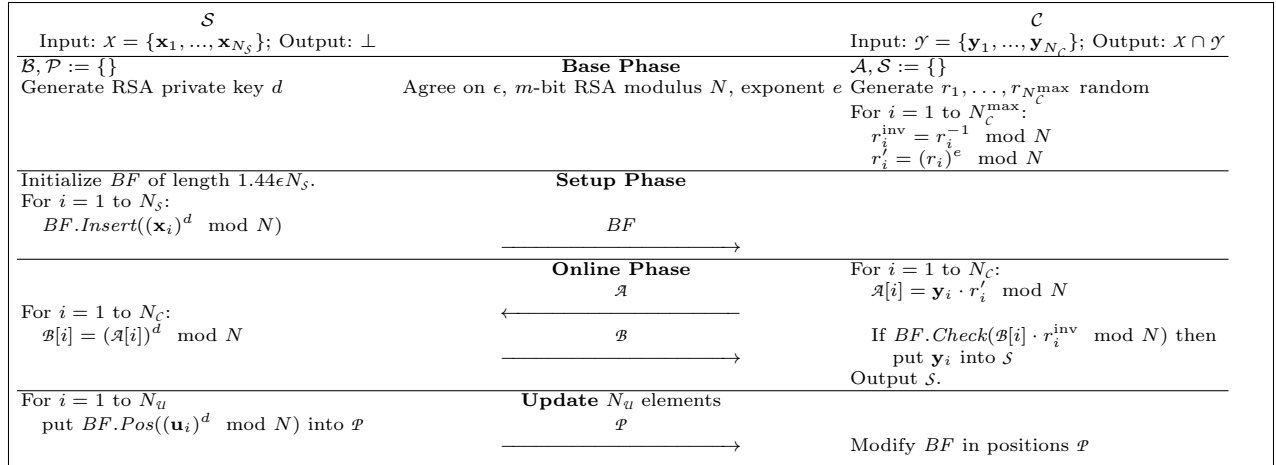 𝒮 𝒞
Input: 𝒳 = {𝐱₁, ..., 𝐱_{N_𝒮}}; Output: ⊥ Input: 𝒴 = {𝐲₁, ..., 𝐲_{N_𝒞}}; Output: 𝒳 ∩ 𝒴
ℬ, 𝒫 := {} Base Phase 𝒜, 𝒮 := {}
Generate RSA private key d Agree on ϵ, m-bit RSA modulus N, exponent e Generate r₁, . . . , r_{N_𝒞^max} random
For i = 1 to N_𝒞^max:
r_i^inv = r_i^{-1} mod N
r'_i = (r_i)^e mod N
Initialize BF of length 1.44ϵN_𝒮. Setup Phase
For i = 1 to N_𝒮:
BF.Insert((𝐱_i)^d mod N) BF
Online Phase For i = 1 to N_𝒞:
𝒜 𝒜[i] = 𝐲_i · r'_i mod N
For i = 1 to N_𝒞:
ℬ[i] = (𝒜[i])^d mod N ℬ If BF.Check(ℬ[i] · r_i^inv mod N) then
put 𝐲_i into 𝒮
Output 𝒮.
For i = 1 to N_𝒰 Update N_𝒰 elements
put BF.Pos((𝐮_i)^d mod N) into 𝒫 𝒫
Modify BF in positions 𝒫